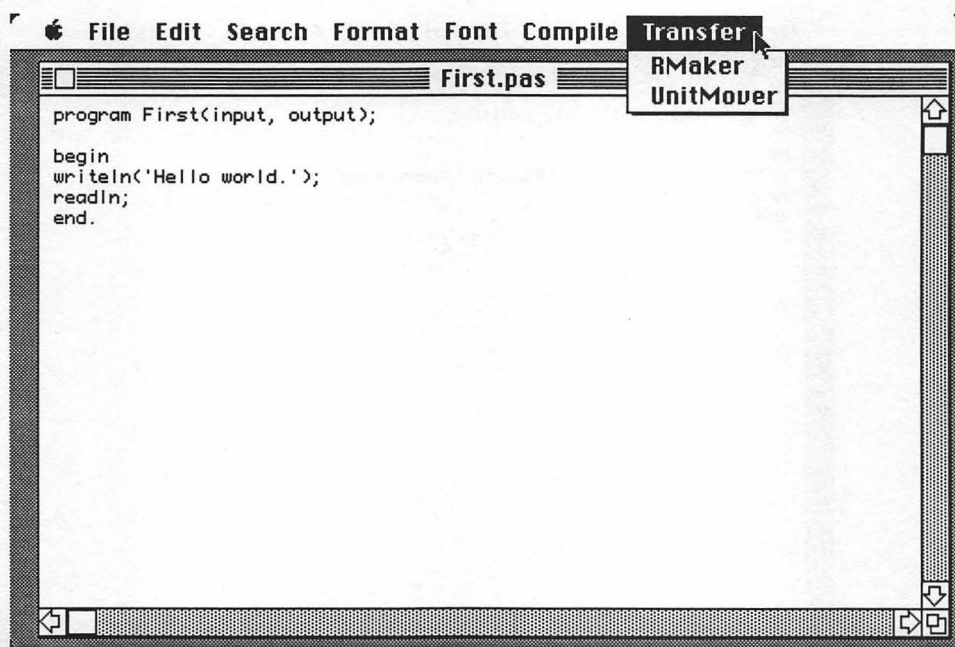 File Edit Search Format Font Compile Transfer
RMaker
UnitMover
First.pas
program First(input, output);
begin
writeln('Hello world.');
readln;
end.